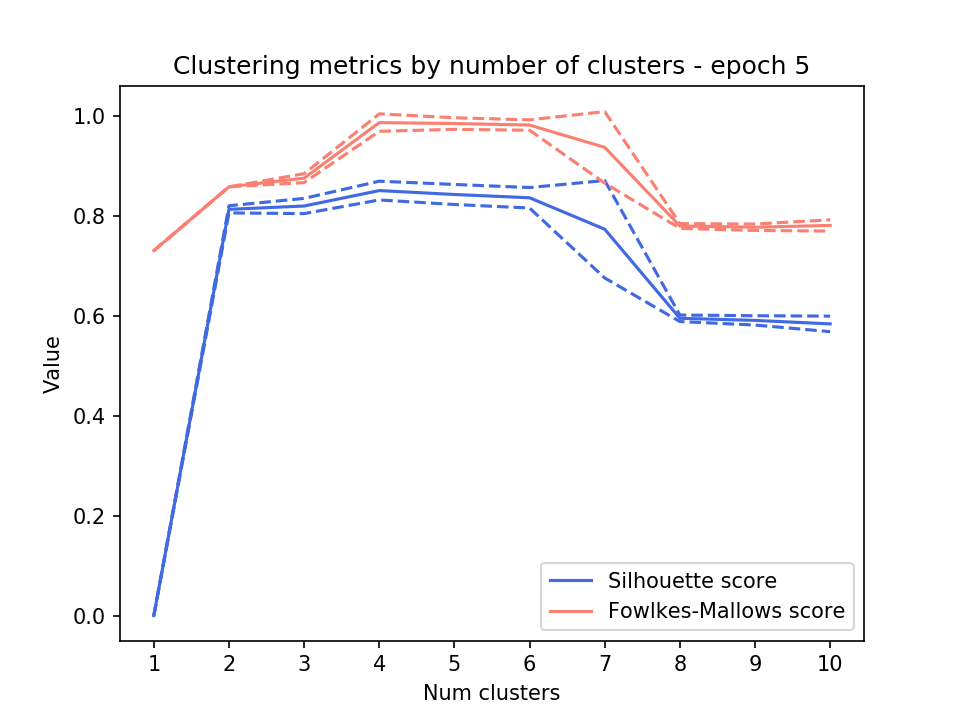 Clustering metrics by number of clusters - epoch 5
Value
1.0
0.8
0.6
0.4
0.2
0.0
Silhouette score
Fowlkes-Mallows score
1 2 3 4 5 6 7 8 9 10
Num clusters